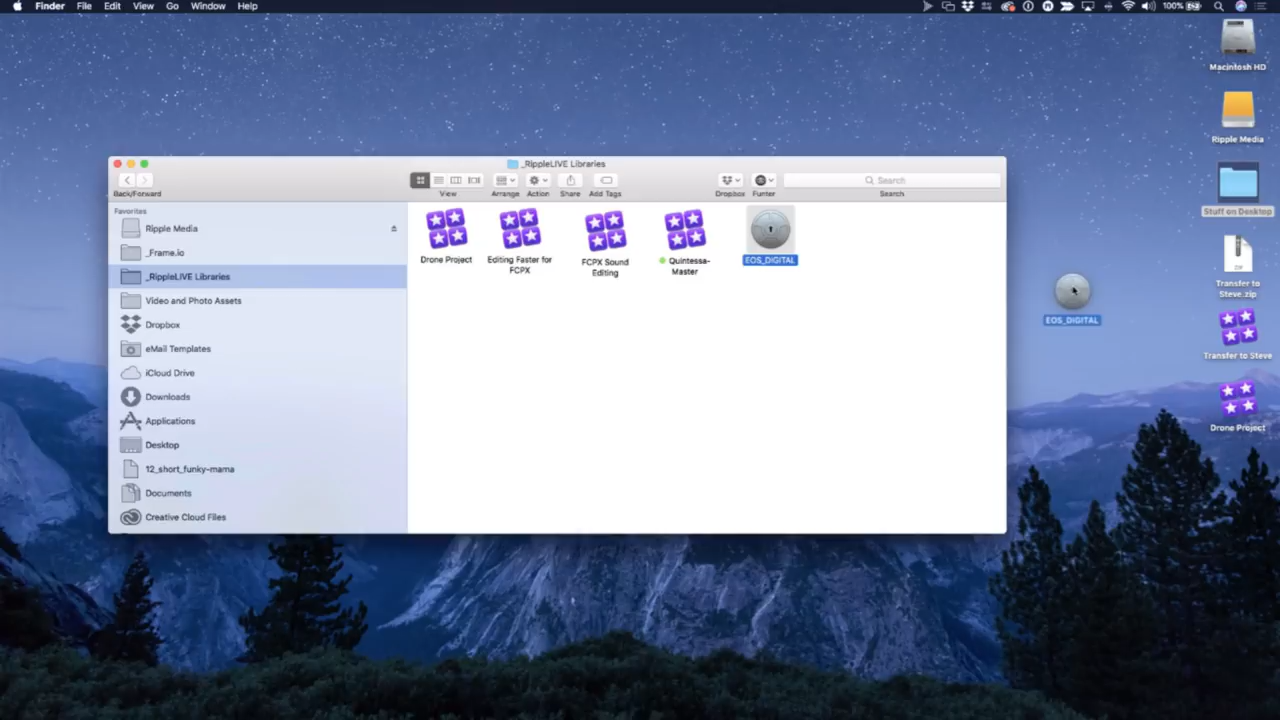 Finder File Edit View Go Window Help
100%
Macintosh HD
Ripple Media
Stuff on Desktop
ZIP
Transfer to
Steve.zip
Transfer to Steve
Drone Project
EOS_DIGITAL
_RippleLIVE Libraries
Back/Forward
View
Arrange
Action
Share
Add Tags
Dropbox
Funter
Search
Search
Favorites
Ripple Media
_Frame.io
_RippleLIVE Libraries
Video and Photo Assets
Dropbox
eMail Templates
iCloud Drive
Downloads
Applications
Desktop
12_short_funky-mama
Documents
Creative Cloud Files
Drone Project
Editing Faster for
FCPX
FCPX Sound
Editing
Quintessa-
Master
EOS_DIGITAL